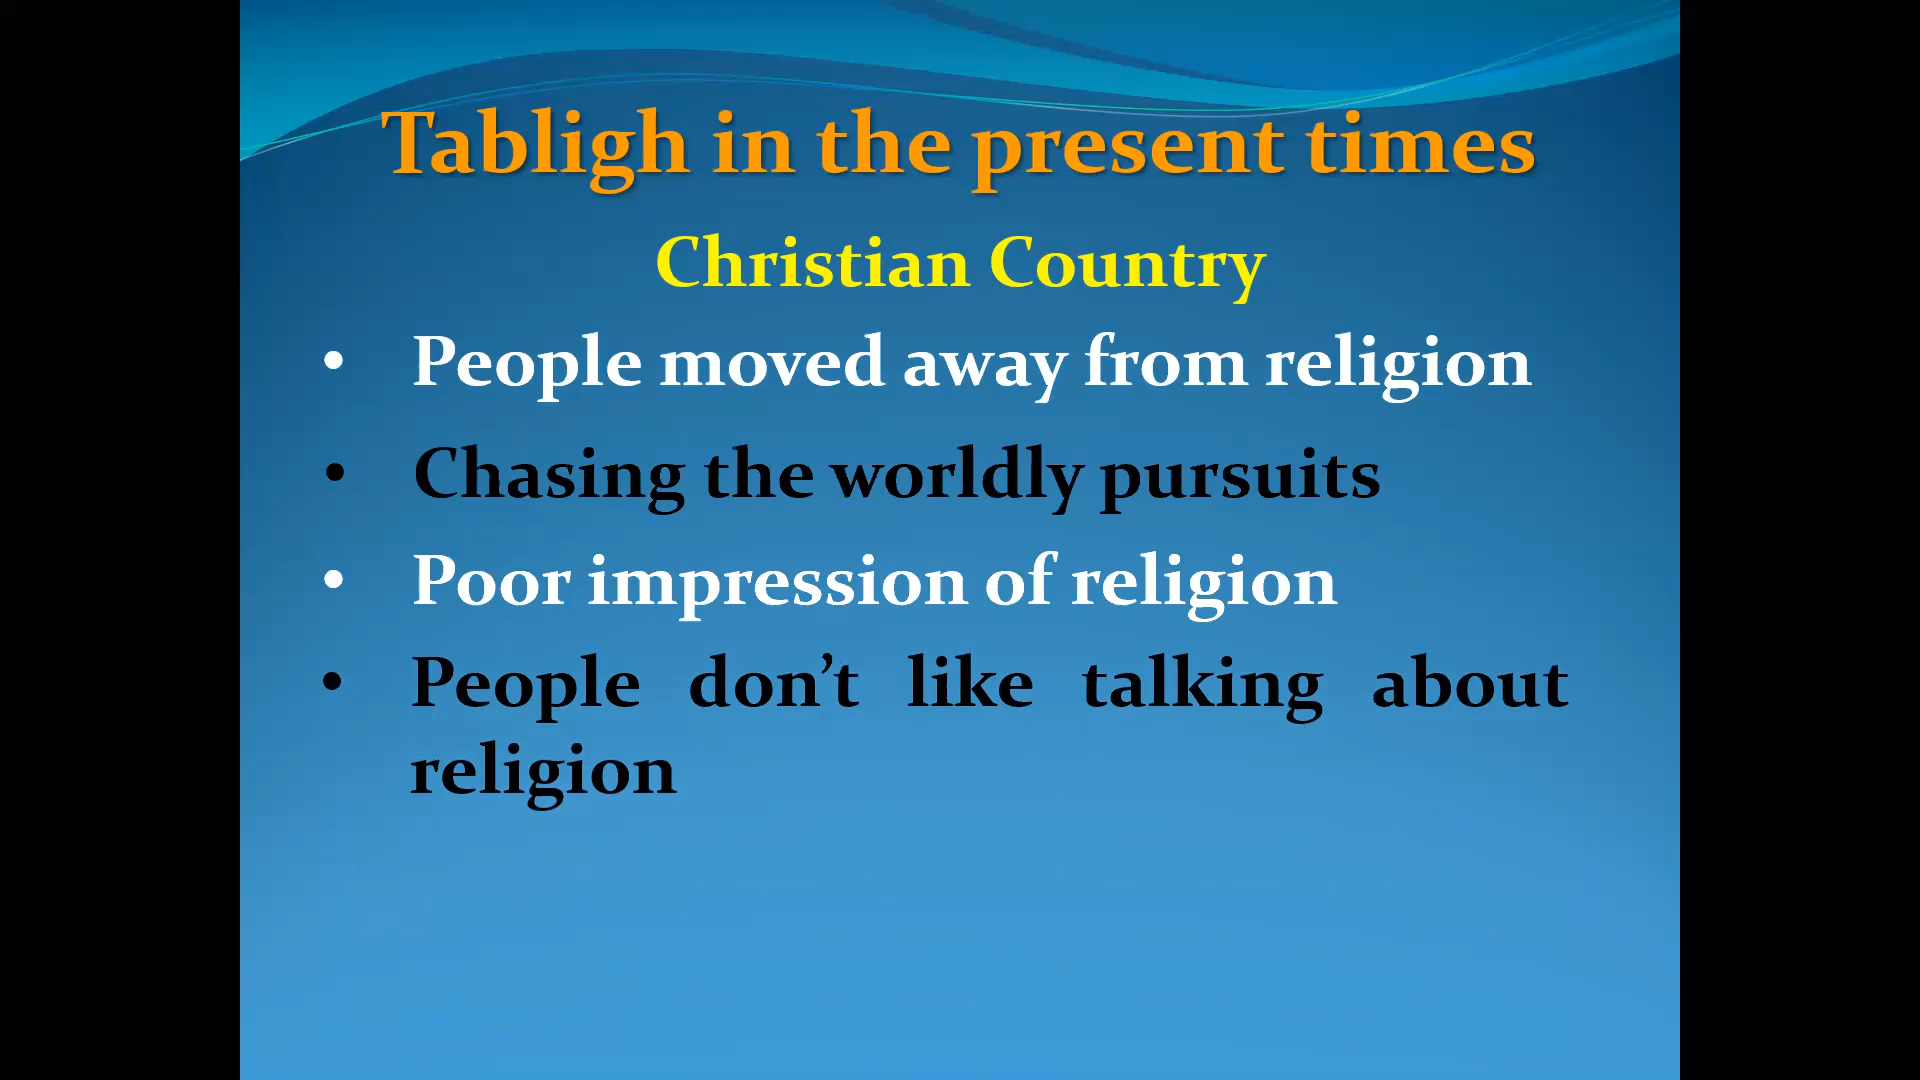 Tabligh in the present times
Christian Country
• People moved away from religion
• Chasing the worldly pursuits
• Poor impression of religion
• People don’t like talking about
religion